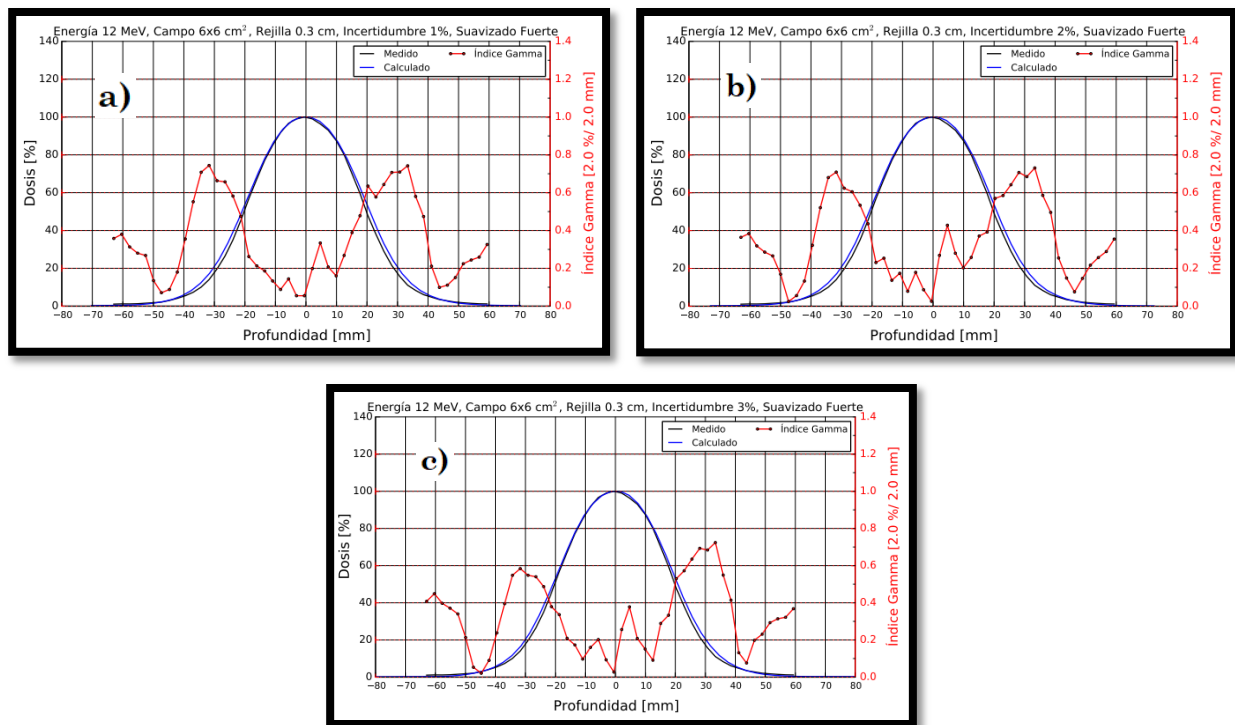 Energía 12 MeV, Campo 6x6 cm², Rejilla 0.3 cm, Incertidumbre 1%, Suavizado Fuerte
a)
Medido
Calculado
Índice Gamma
Dosis [%]
140
120
100
80
60
40
20
0
Índice Gamma [2.0 %/ 2.0 mm]
1.4
1.2
1.0
0.8
0.6
0.4
0.2
0.0
−80 −70 −60 −50 −40 −30 −20 −10 0 10 20 30 40 50 60 70 80
Profundidad [mm]
Energía 12 MeV, Campo 6x6 cm², Rejilla 0.3 cm, Incertidumbre 2%, Suavizado Fuerte
b)
Medido
Calculado
Índice Gamma
Dosis [%]
140
120
100
80
60
40
20
0
Índice Gamma [2.0 %/ 2.0 mm]
1.4
1.2
1.0
0.8
0.6
0.4
0.2
0.0
−80 −70 −60 −50 −40 −30 −20 −10 0 10 20 30 40 50 60 70 80
Profundidad [mm]
Energía 12 MeV, Campo 6x6 cm², Rejilla 0.3 cm, Incertidumbre 3%, Suavizado Fuerte
c)
Medido
Calculado
Índice Gamma
Dosis [%]
140
120
100
80
60
40
20
0
Índice Gamma [2.0 %/ 2.0 mm]
1.4
1.2
1.0
0.8
0.6
0.4
0.2
0.0
−80 −70 −60 −50 −40 −30 −20 −10 0 10 20 30 40 50 60 70 80
Profundidad [mm]